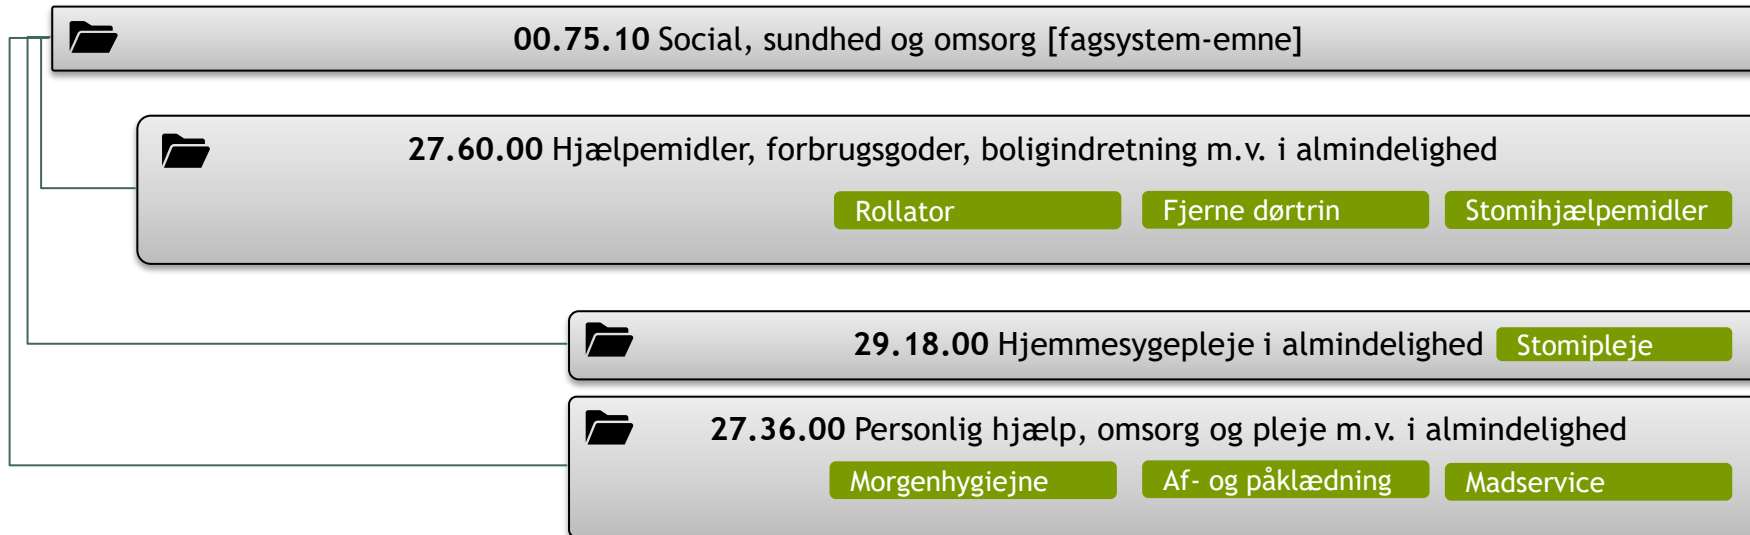 00.75.10 Social, sundhed og omsorg [fagsystem-emne]
27.60.00 Hjælpemidler, forbrugsgoder, boligindretning m.v. i almindelighed
Rollator
Fjerne dørtrin
Stomihjælpemidler
29.18.00 Hjemmesygepleje i almindelighed
Stomipleje
27.36.00 Personlig hjælp, omsorg og pleje m.v. i almindelighed
Morgenhygiejne
Af- og påklædning
Madservice